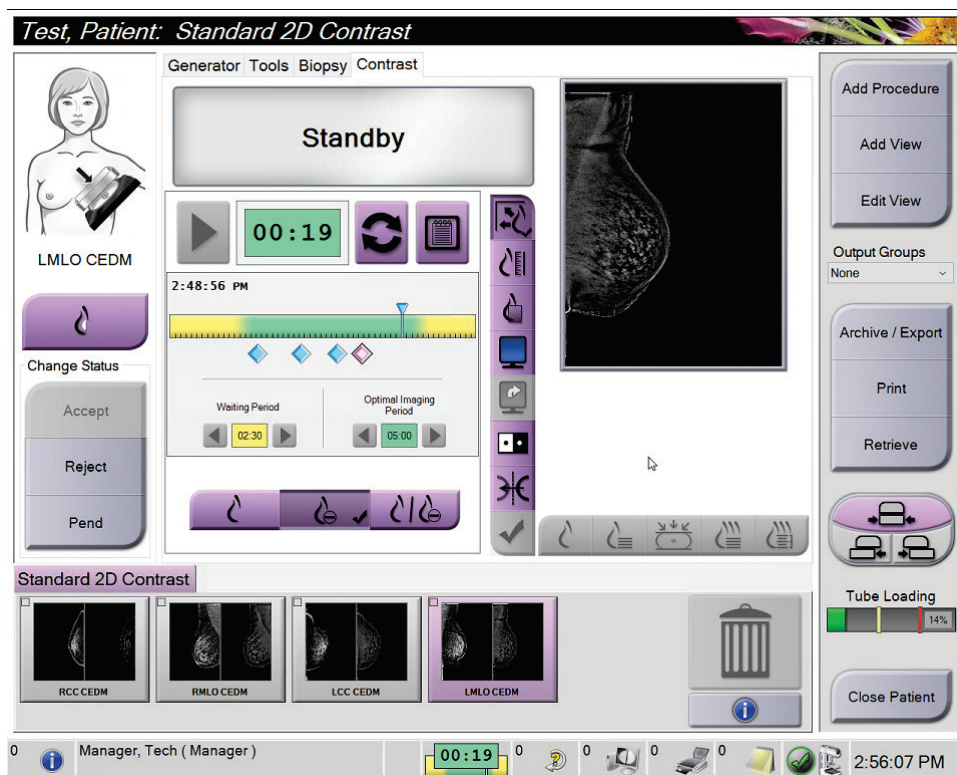 Test, Patient: Standard 2D Contrast
Generator Tools Biopsy Contrast
Standby
00:19
2:48:56 PM
Waiting Period
02:30
Optimal Imaging
Period
05:00
LMLO CEDM
Change Status
Accept
Reject
Pend
Add Procedure
Add View
Edit View
Output Groups
None
Archive / Export
Print
Retrieve
Tube Loading
14%
Close Patient
Standard 2D Contrast
RCC CEDM
RMLO CEDM
LCC CEDM
LMLO CEDM
0
Manager, Tech ( Manager )
00:19
0
0
0
0
2:56:07 PM